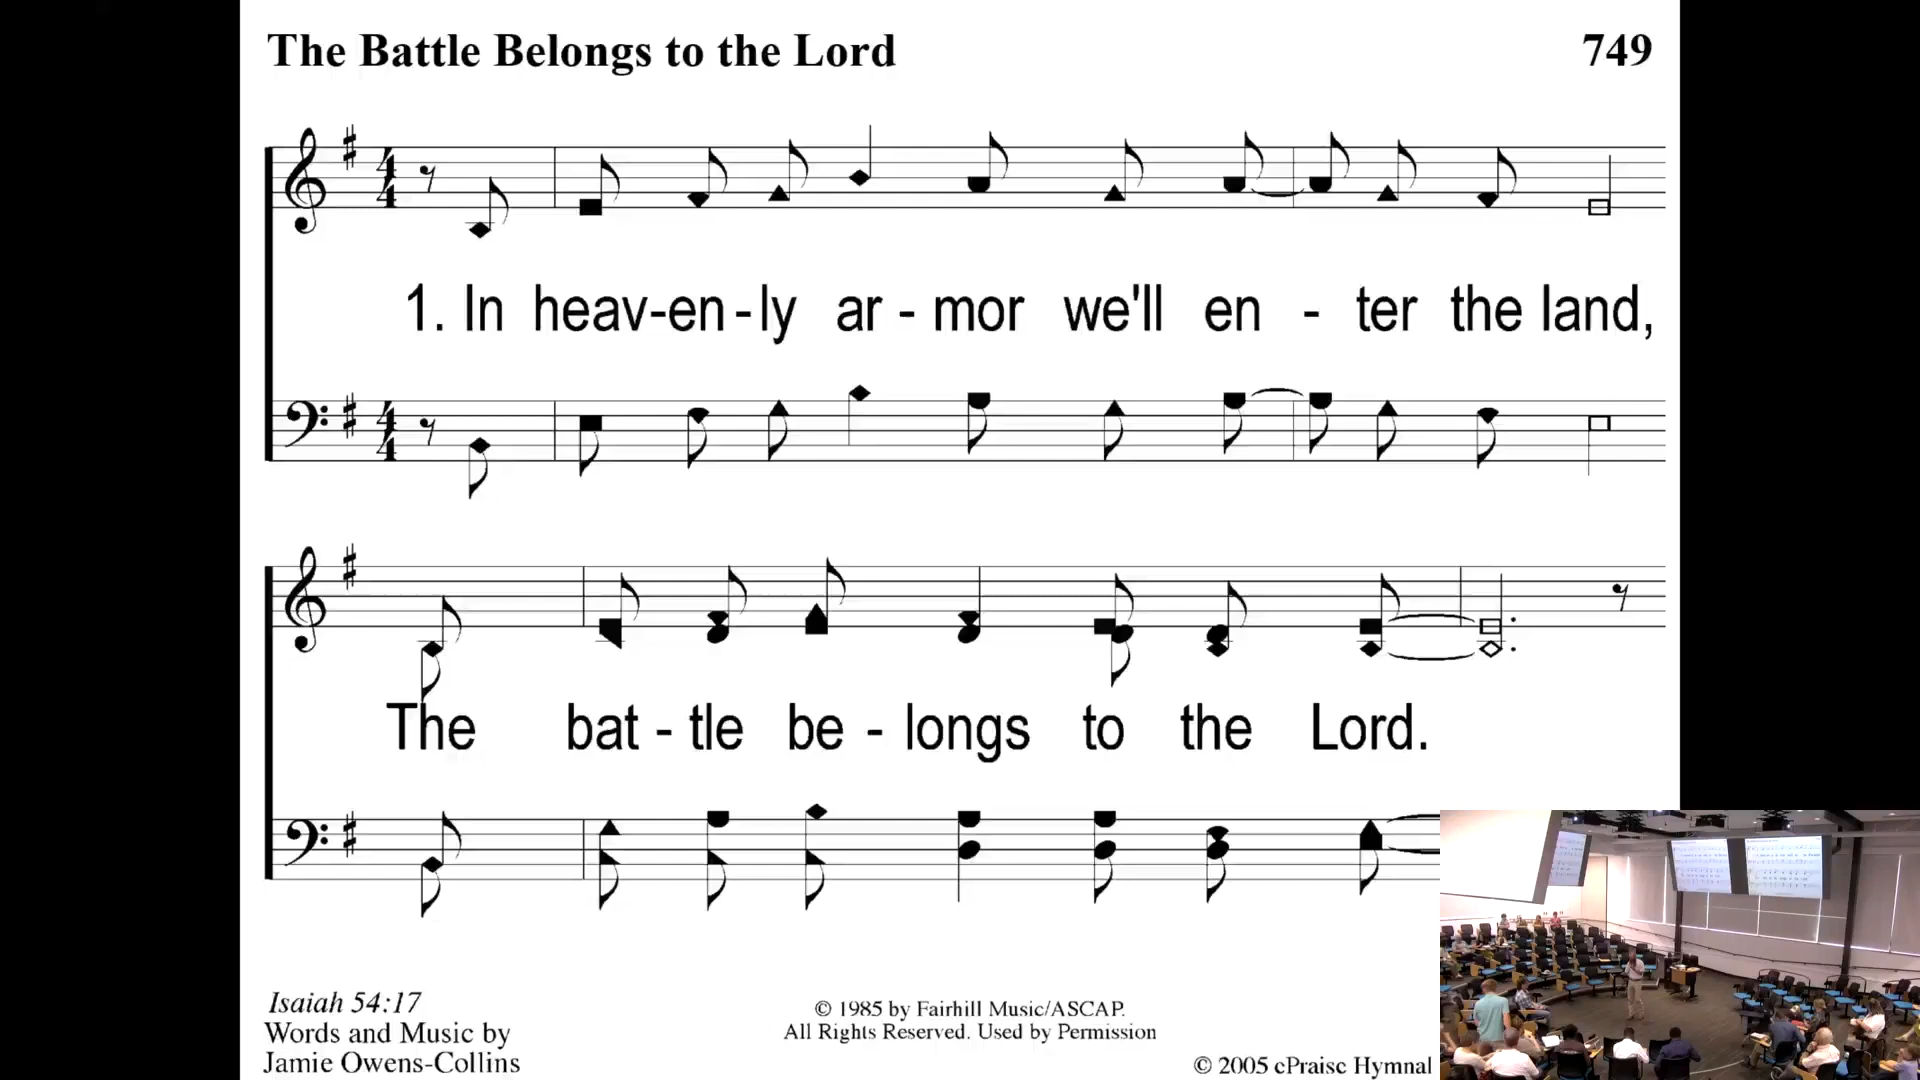 The Battle Belongs to the Lord 749
1. In heav-en-ly ar - mor we'll en - ter the land,
The bat - tle be - longs to the Lord.
Isaiah 54:17
Words and Music by
Jamie Owens-Collins
© 1985 by Fairhill Music/ASCAP.
All Rights Reserved. Used by Permission
© 2005 ePraise Hymnal